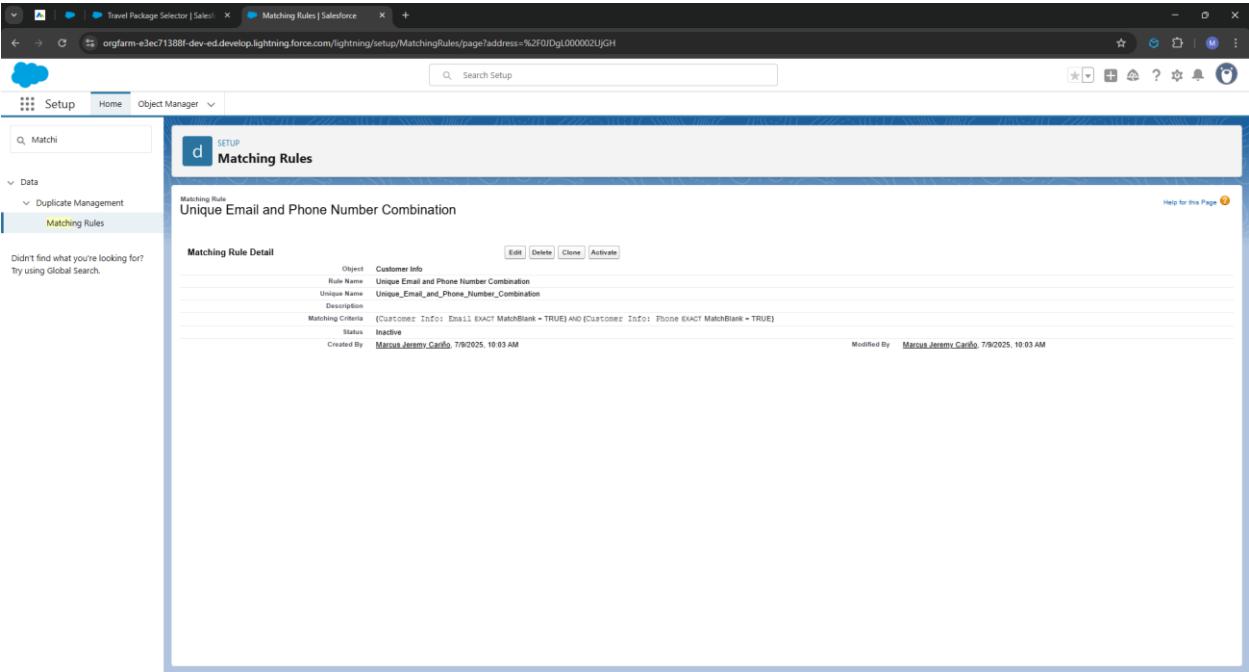 Travel Package Selector | Salesf
Matching Rules | Salesforce
orgfarm-e3ec71388f-dev-ed.develop.lightning.force.com/lightning/setup/MatchingRules/page?address=%2F0JDgL000002UjGH
M
Search Setup
Setup
Home
Object Manager
Matchi
Data
Duplicate Management
Matching Rules
Didn't find what you're looking for?
Try using Global Search.
d
SETUP
Matching Rules
Matching Rule
Unique Email and Phone Number Combination
Help for this Page ?
Matching Rule Detail
Edit Delete Clone Activate
Object Customer Info
Rule Name Unique Email and Phone Number Combination
Unique Name Unique_Email_and_Phone_Number_Combination
Description
Matching Criteria (Customer Info: Email EXACT MatchBlank = TRUE) AND (Customer Info: Phone EXACT MatchBlank = TRUE)
Status Inactive
Created By Marcus Jeremy Cariño, 7/9/2025, 10:03 AM Modified By Marcus Jeremy Cariño, 7/9/2025, 10:03 AM